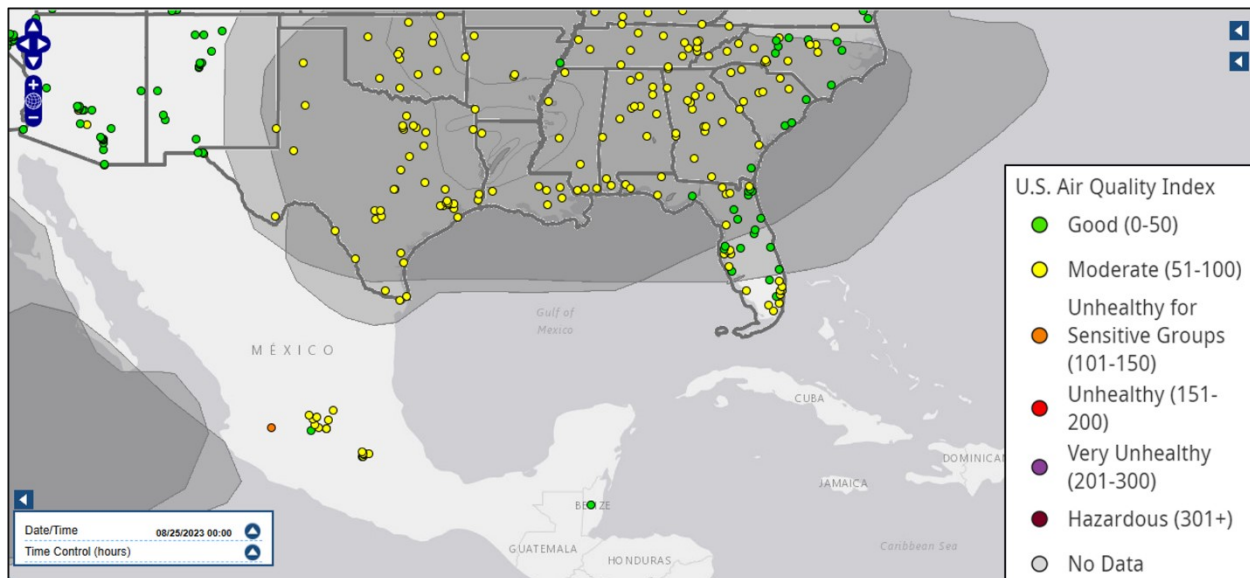 U.S. Air Quality Index
Good (0-50)
Moderate (51-100)
Unhealthy for
Sensitive Groups
(101-150)
Unhealthy (151-
200)
Very Unhealthy
(201-300)
Hazardous (301+)
No Data
Gulf of
Mexico
MÉXICO
CUBA
DOMINICAN
JAMAICA
GUATEMALA
HONDURAS
Caribbean Sea
Date/Time 08/25/2023 00:00
Time Control (hours)